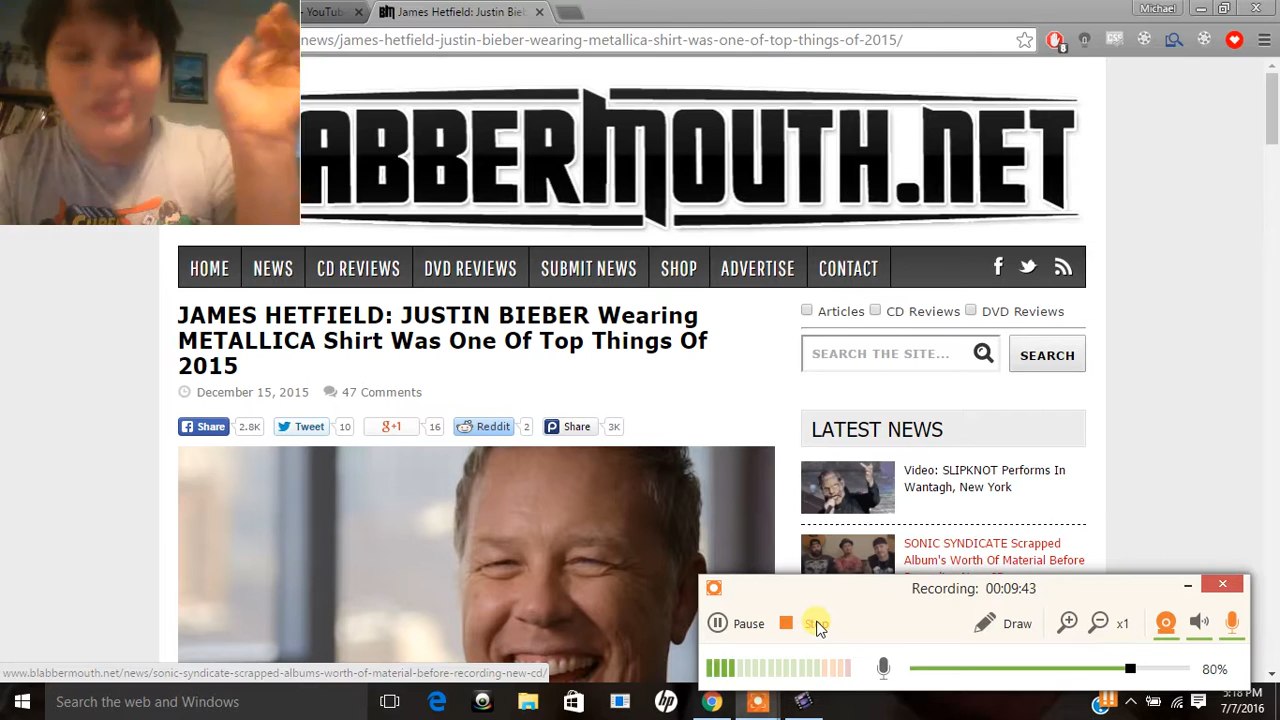 - YouTube
James Hetfield: Justin Bie
Michael
news/james-hetfield-justin-bieber-wearing-metallica-shirt-was-one-of-top-things-of-2015/
8
ABBERMOUTH.NET
HOME
NEWS
CD REVIEWS
DVD REVIEWS
SUBMIT NEWS
SHOP
ADVERTISE
CONTACT
JAMES HETFIELD: JUSTIN BIEBER Wearing
METALLICA Shirt Was One Of Top Things Of
2015
December 15, 2015
47 Comments
Share 2.8K
Tweet 10
g+1 16
Reddit 2
Share 3K
Articles
CD Reviews
DVD Reviews
SEARCH THE SITE...
SEARCH
LATEST NEWS
Video: SLIPKNOT Performs In
Wantagh, New York
SONIC SYNDICATE Scrapped
Album's Worth Of Material Before
Recording: 00:09:43
Pause
Stop
Draw
x1
80%
www.blabbermouth.net/news/sonic-syndicate-scrapped-albums-worth-of-material-before-recording-new-cd/
Search the web and Windows
5:18 PM
7/7/2016